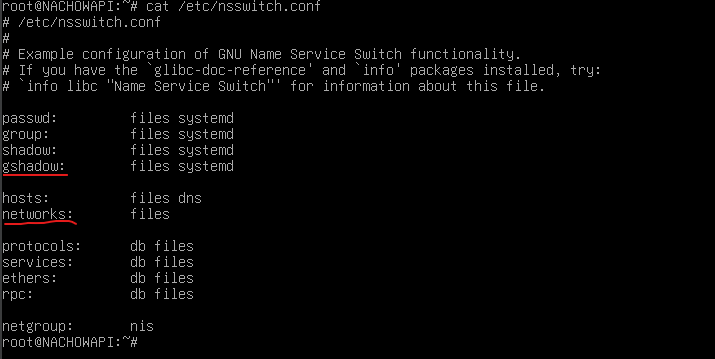 root@NACHOWAPI:~# cat /etc/nsswitch.conf
# /etc/nsswitch.conf
#
# Example configuration of GNU Name Service Switch functionality.
# If you have the `glibc-doc-reference' and `info' packages installed, try:
# `info libc "Name Service Switch"' for information about this file.
passwd: files systemd
group: files systemd
shadow: files systemd
gshadow: files systemd
hosts: files dns
networks: files
protocols: db files
services: db files
ethers: db files
rpc: db files
netgroup: nis
root@NACHOWAPI:~#